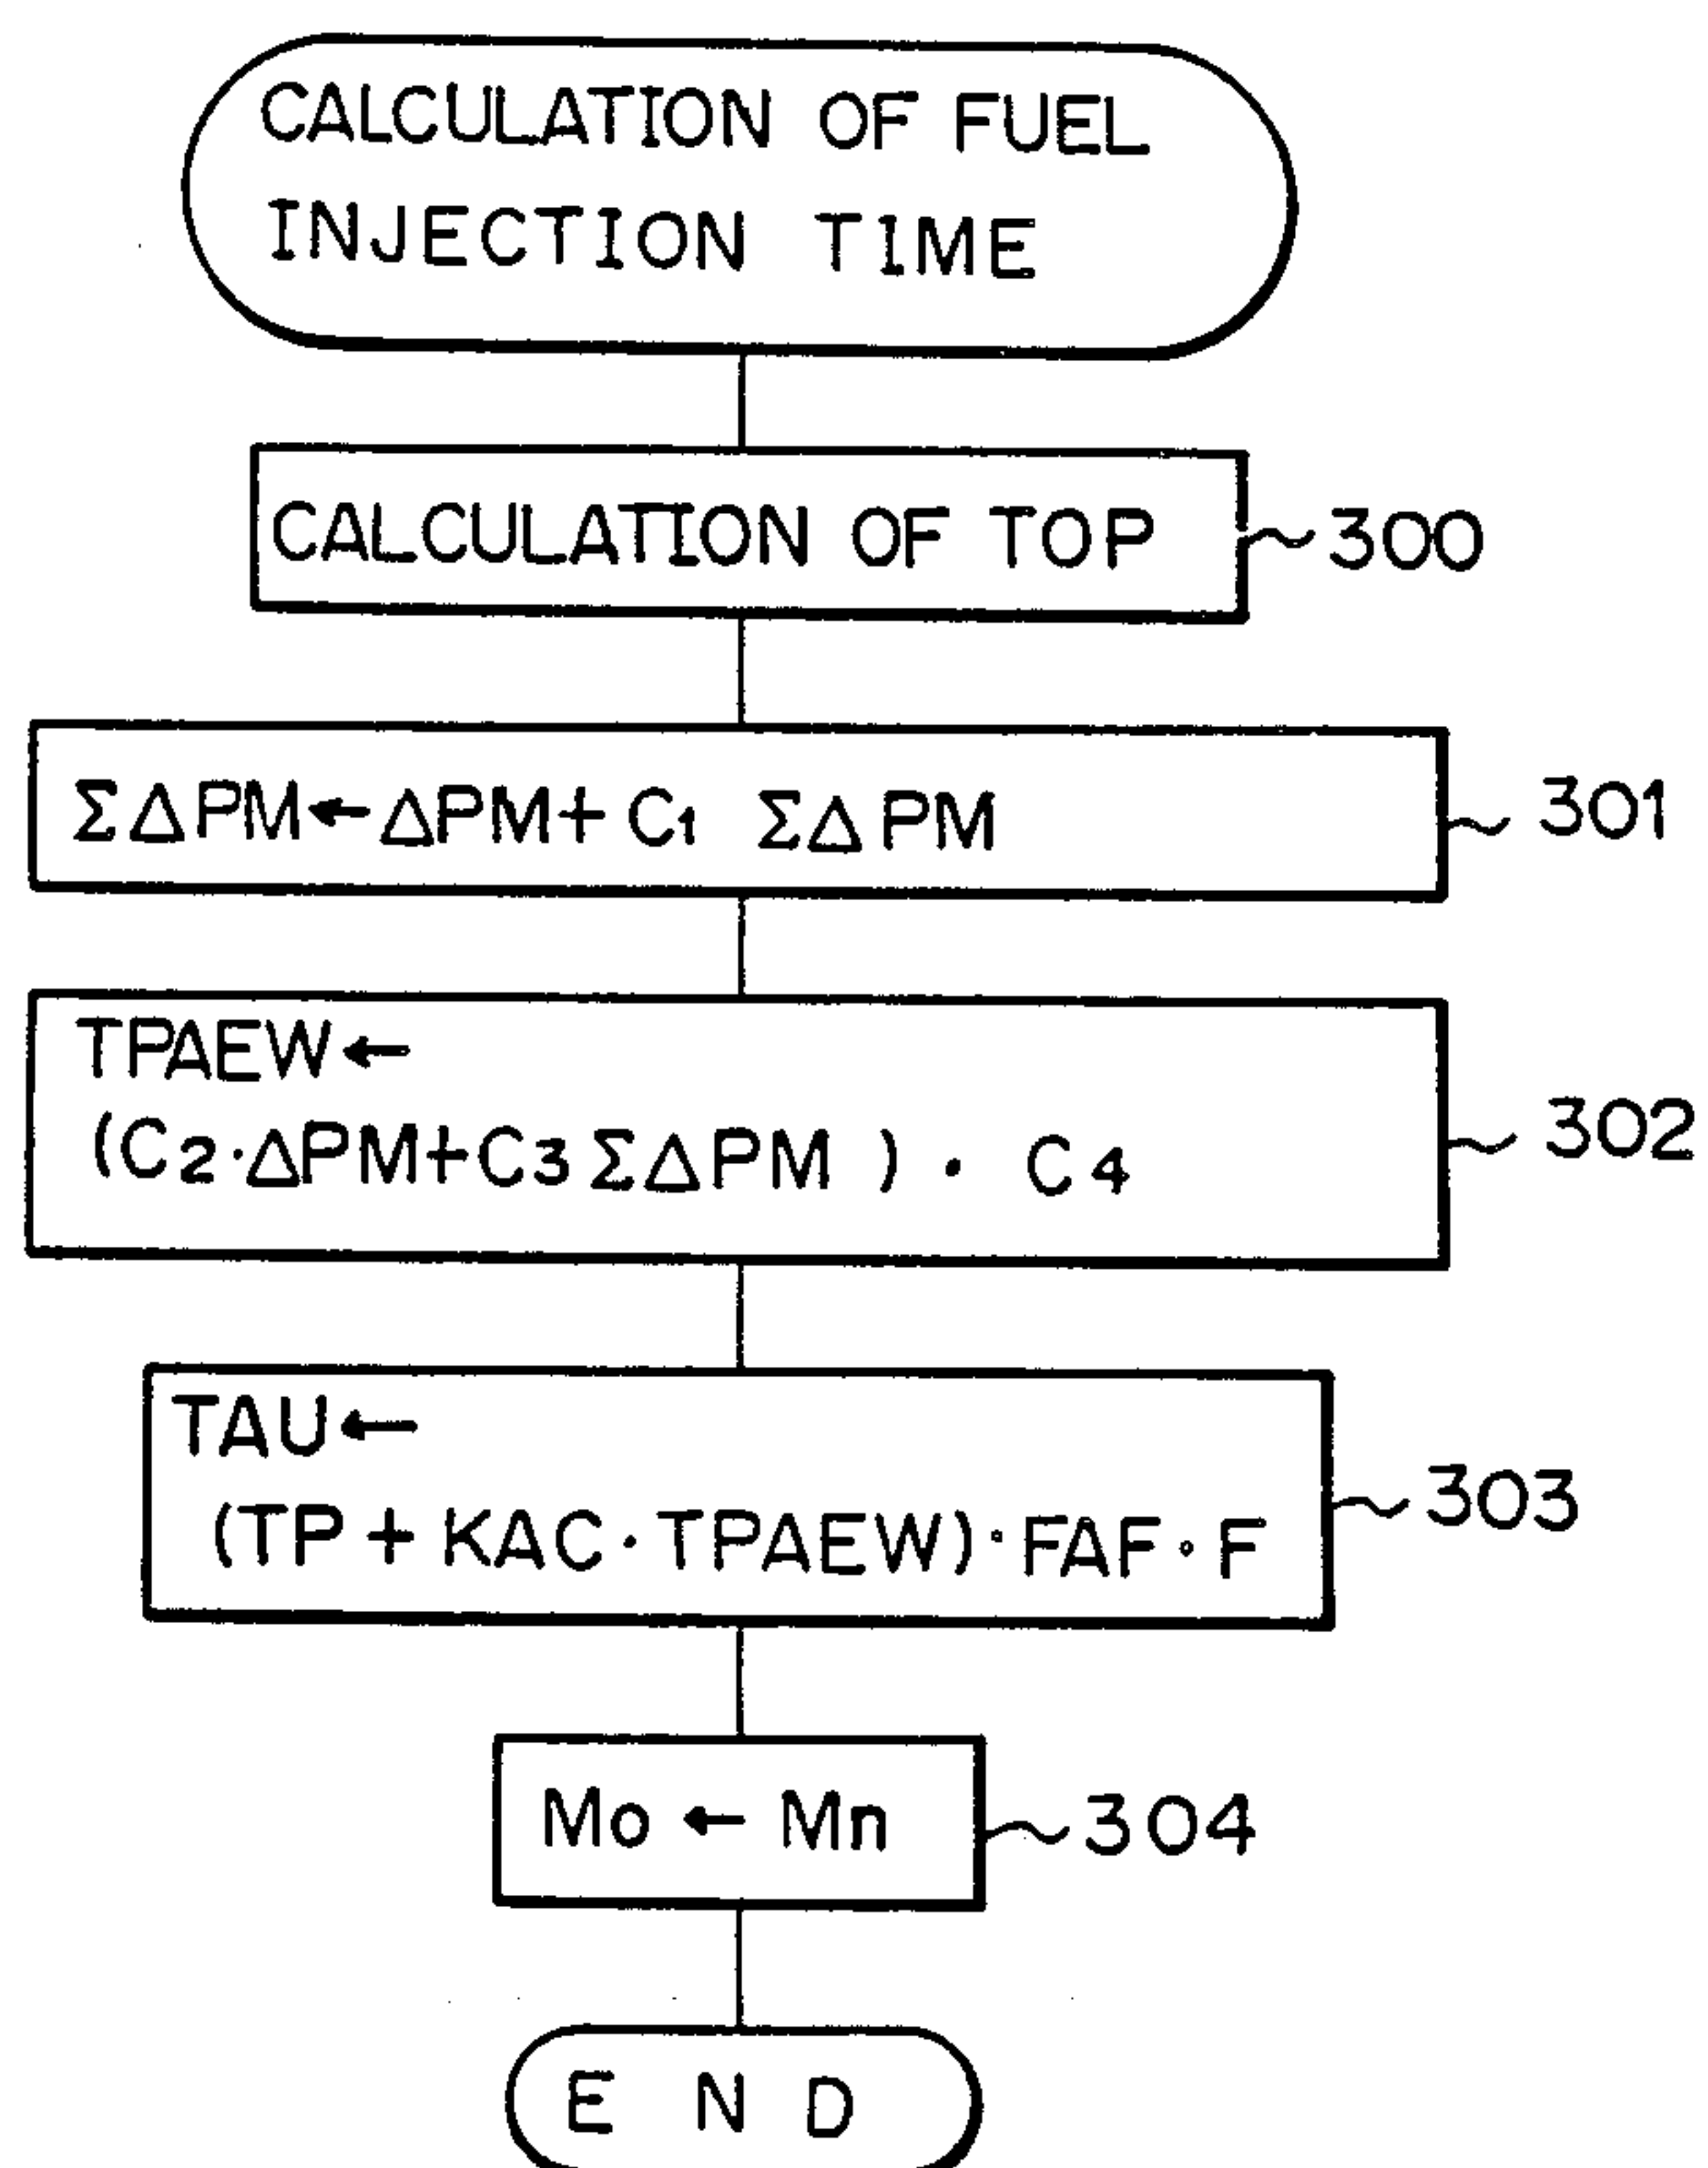 CALCULATION OF FUEL
INJECTION TIME
CALCULATION OF TOP
300
ΣΔPM←ΔPM+C1 ΣΔPM
301
TPAEW←
(C2·ΔPM+C3ΣΔPM)·C4
302
TAU←
(TP+KAC·TPAEW)·FAF·F
303
Mo←Mn
304
END